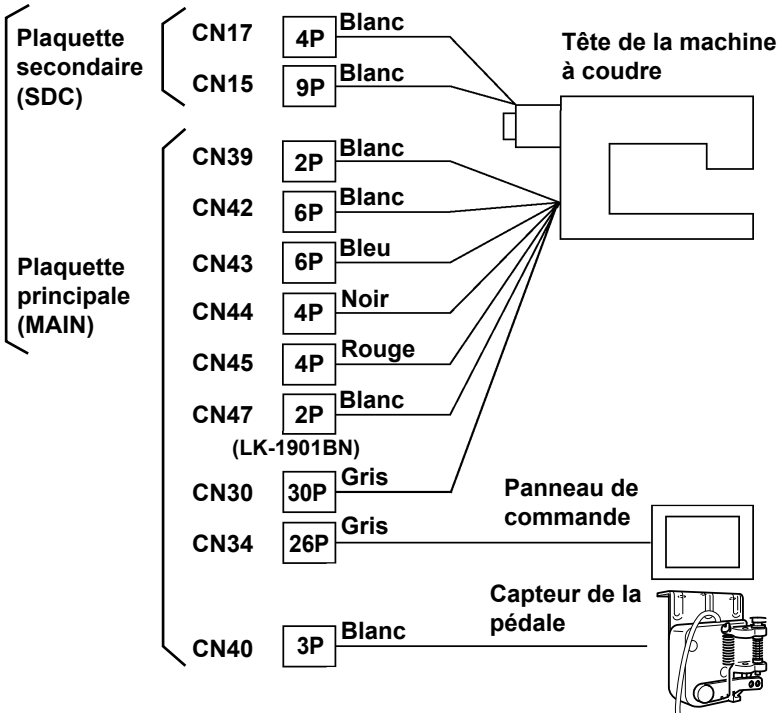 Plaquette
secondaire
(SDC)
CN17 4P Blanc
CN15 9P Blanc
Tête de la machine
à coudre
Plaquette
principale
(MAIN)
CN39 2P Blanc
CN42 6P Blanc
CN43 6P Bleu
CN44 4P Noir
CN45 4P Rouge
CN47 2P Blanc
(LK-1901BN)
CN30 30P Gris
CN34 26P Gris
Panneau de
commande
CN40 3P Blanc
Capteur de la
pédale